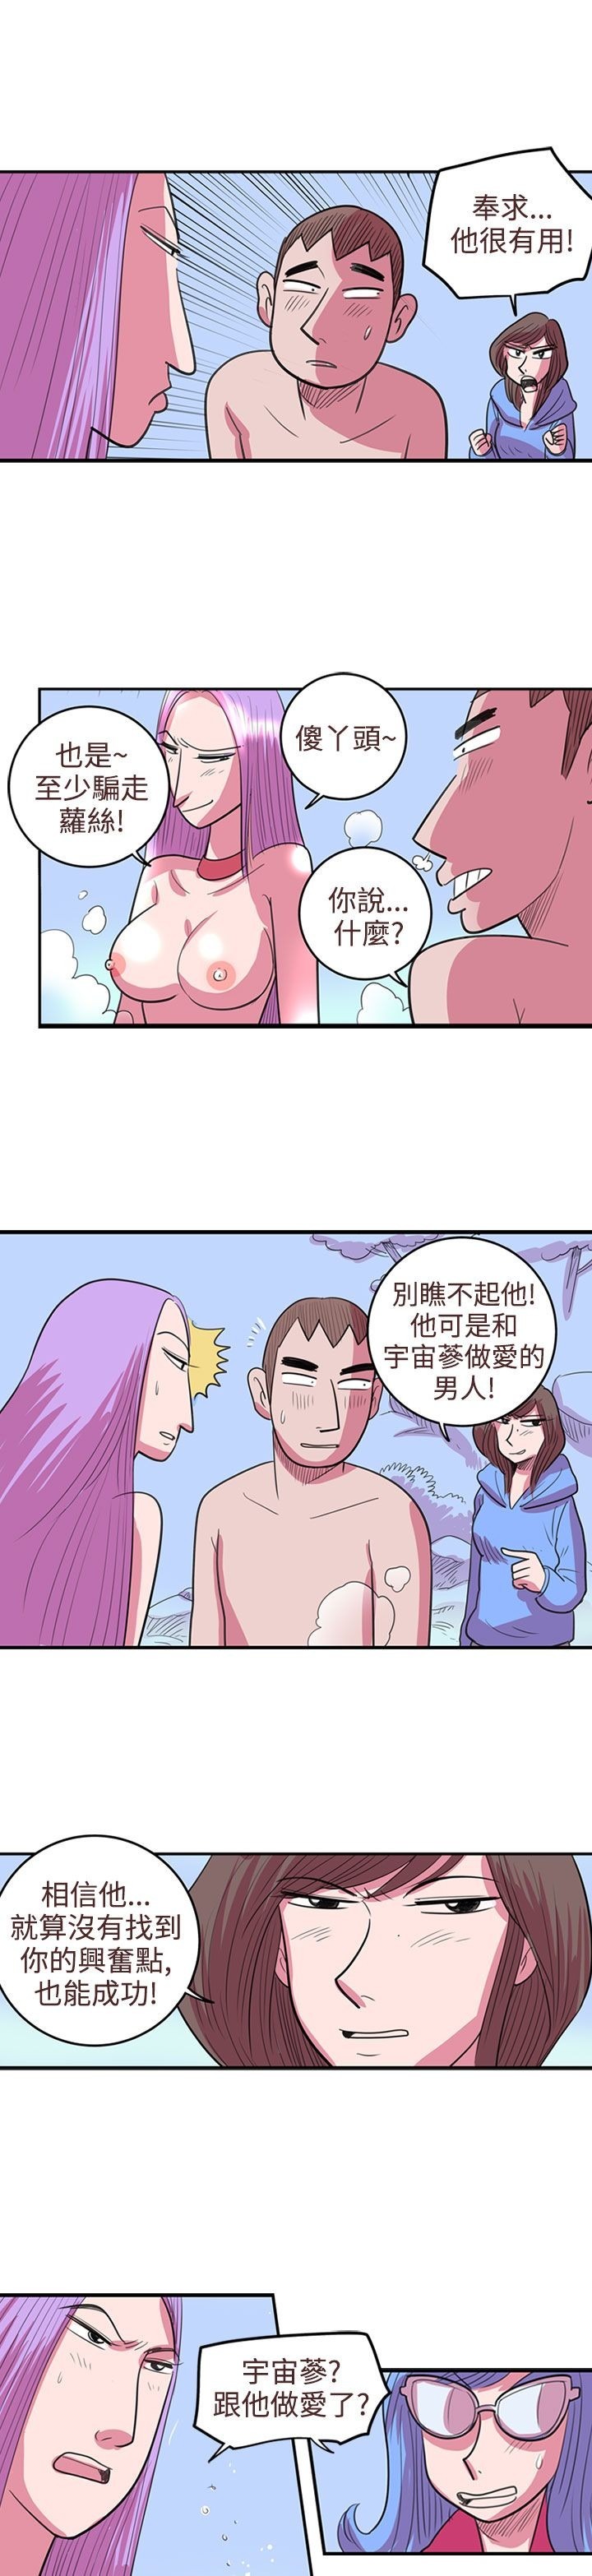 奉求...
他很有用!
也是~
至少騙走
蘿絲!
傻丫頭~
你說...
什麼?
別瞧不起他!
他可是和
宇宙蔘做愛的
男人!
相信他...
就算沒有找到
你的興奮點,
也能成功!
宇宙蔘?
跟他做愛了?